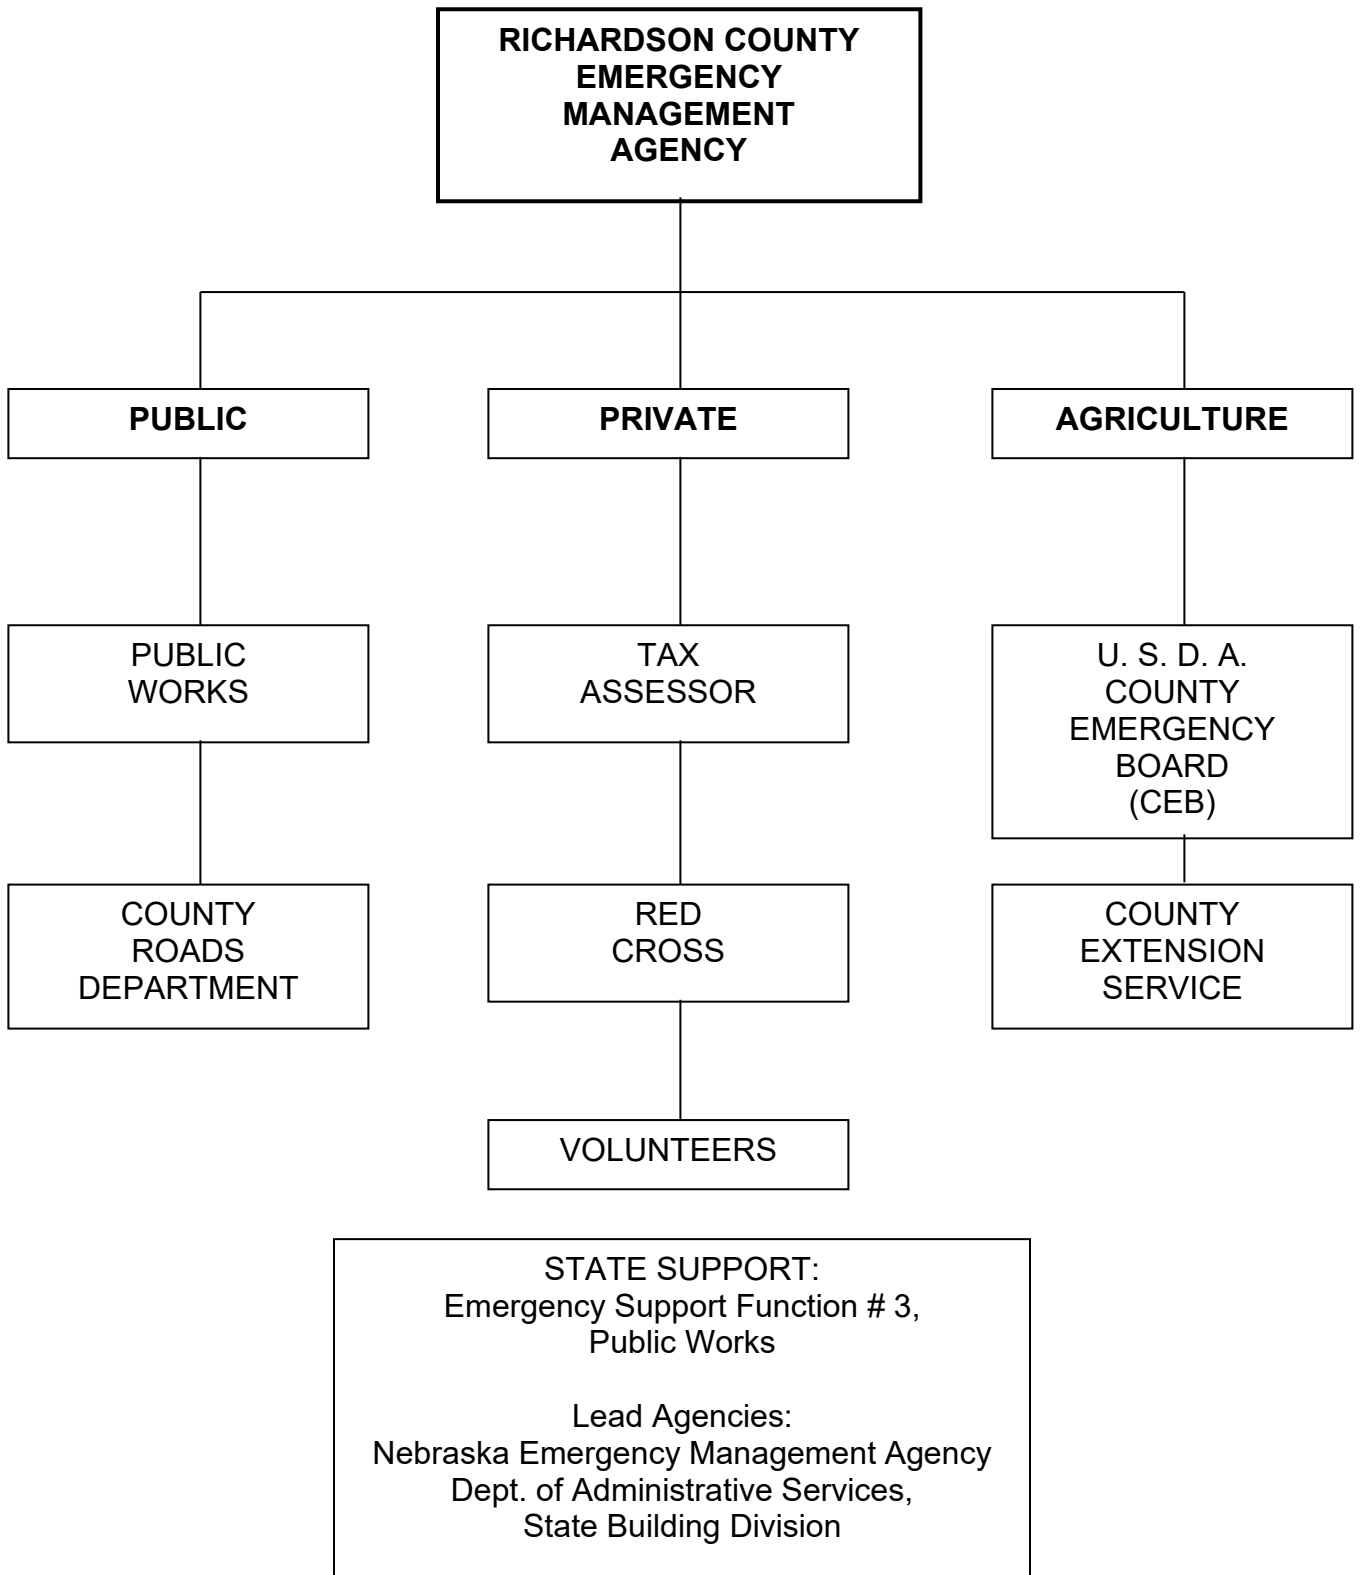 RICHARDSON COUNTY
EMERGENCY
MANAGEMENT
AGENCY
PUBLIC
PRIVATE
AGRICULTURE
PUBLIC
WORKS
TAX
ASSESSOR
U. S. D. A.
COUNTY
EMERGENCY
BOARD
(CEB)
COUNTY
ROADS
DEPARTMENT
RED
CROSS
COUNTY
EXTENSION
SERVICE
VOLUNTEERS
STATE SUPPORT:
Emergency Support Function # 3,
Public Works
Lead Agencies:
Nebraska Emergency Management Agency
Dept. of Administrative Services,
State Building Division